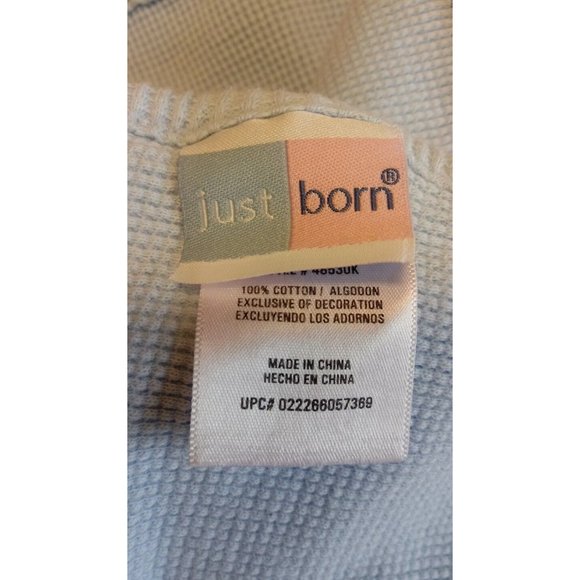 just born®
# 48530K
100% COTTON / ALGODON
EXCLUSIVE OF DECORATION
EXCLUYENDO LOS ADORNOS
MADE IN CHINA
HECHO EN CHINA
UPC# 022266057369